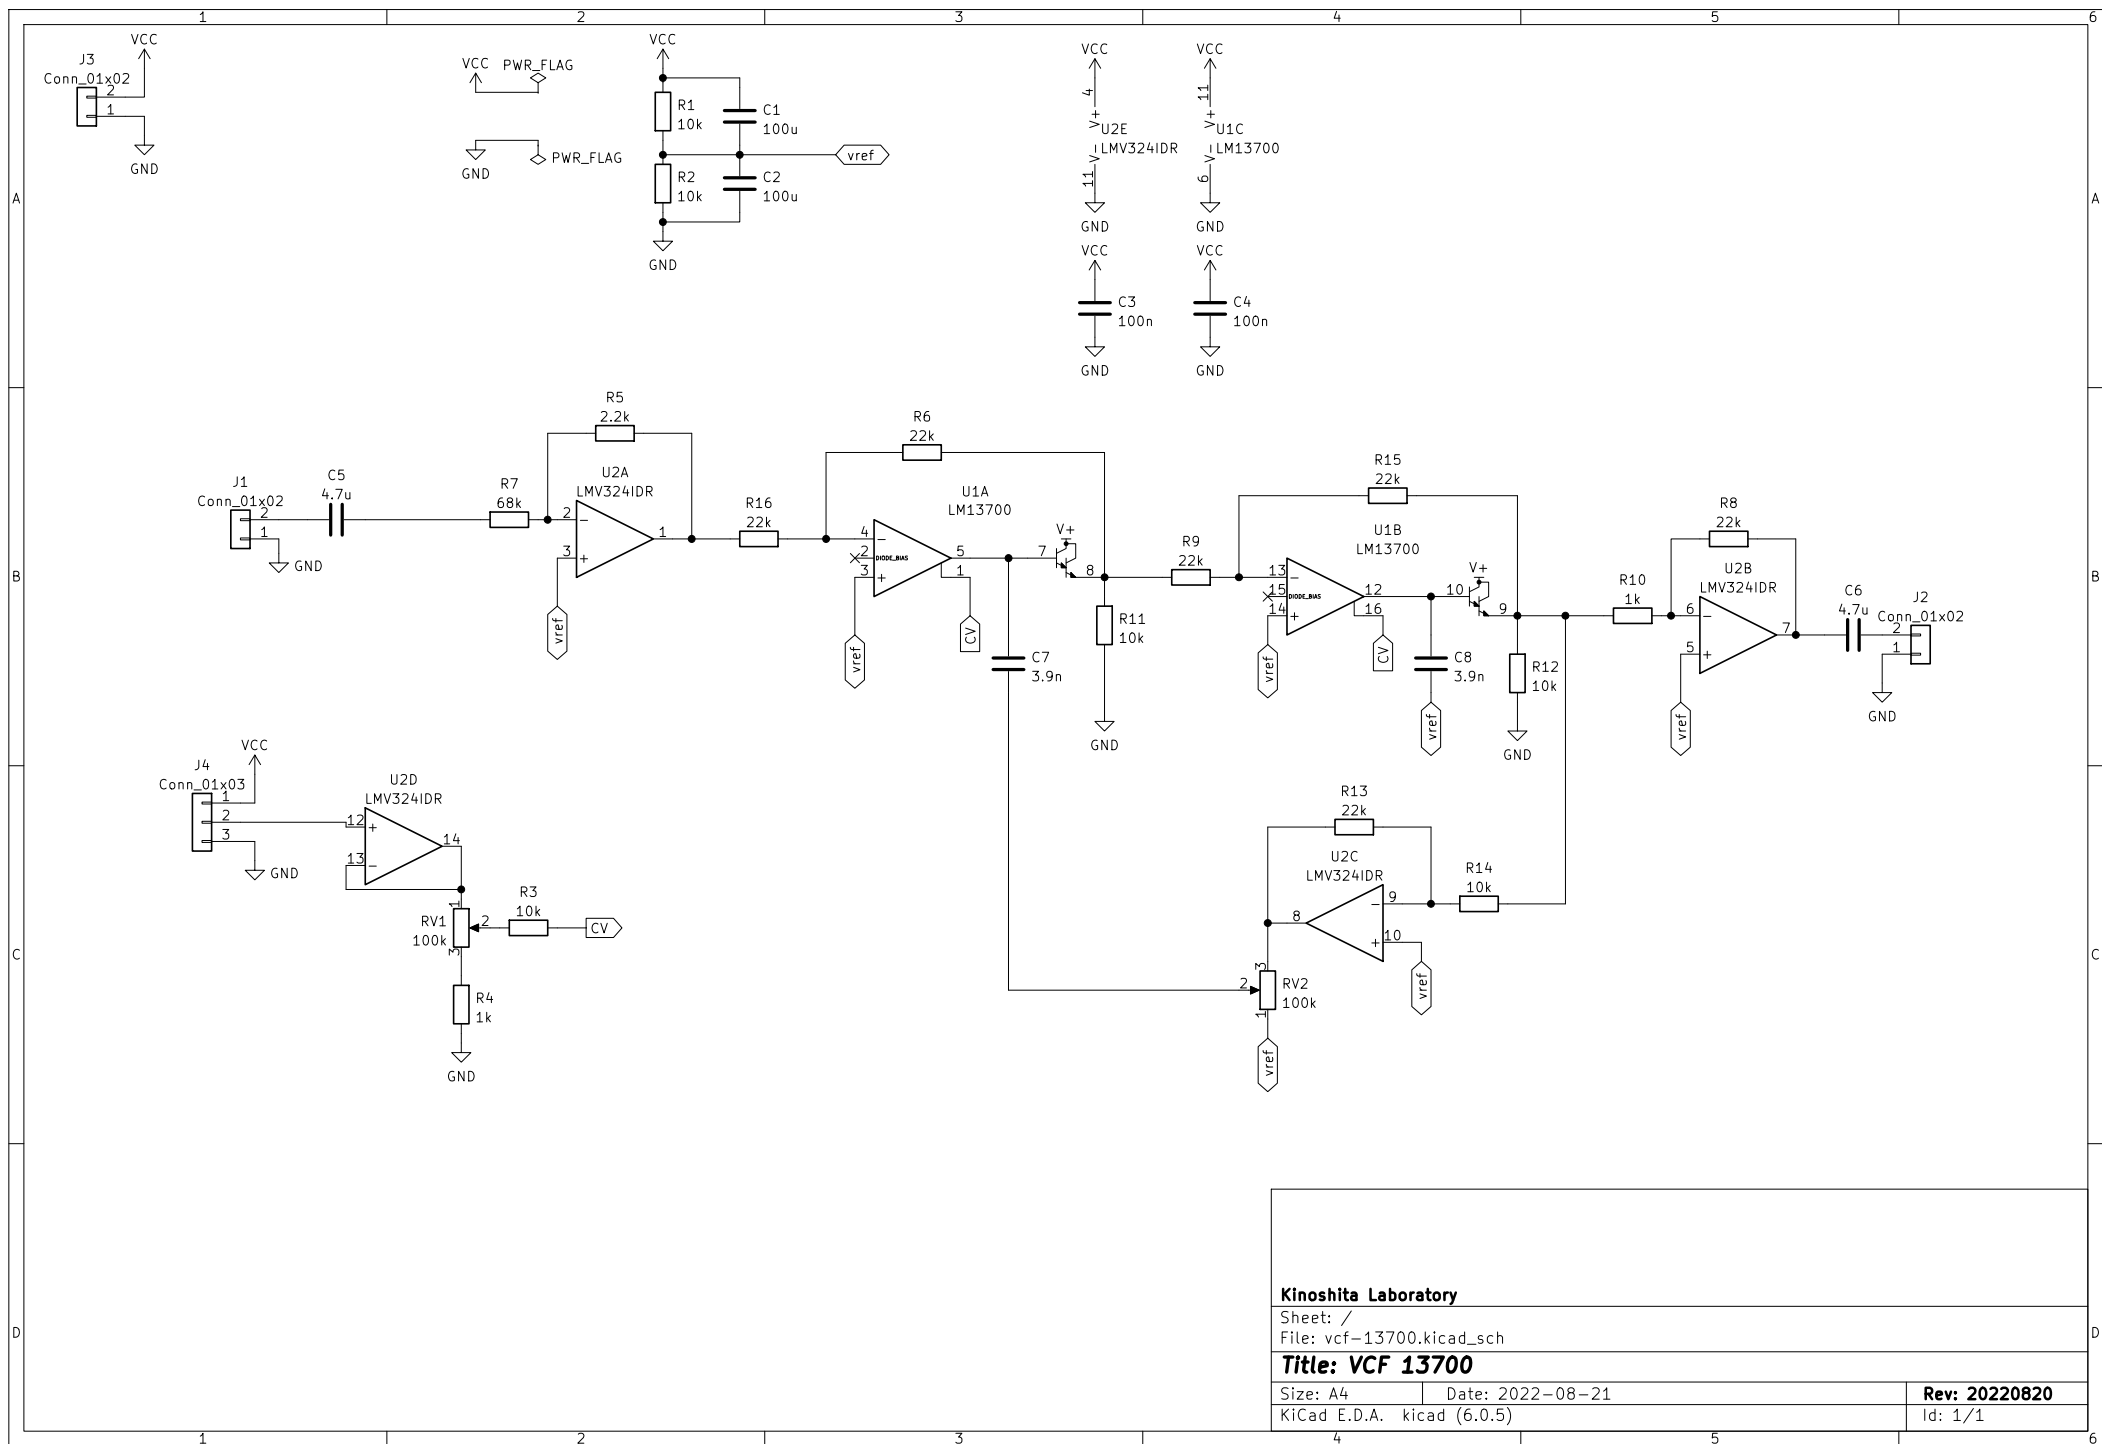 1 2 3 4 5 6
A
B
C
D
A
B
C
D
J3
Conn_01x02
2
1
VCC
GND
VCC
PWR_FLAG
GND
PWR_FLAG
VCC
R1
10k
C1
100u
vref
R2
10k
C2
100u
GND
VCC
4
V+
U2E
LMV324IDR
V-
11
GND
VCC
11
V+
U1C
LM13700
V-
6
GND
VCC
C3
100n
GND
VCC
C4
100n
GND
J1
Conn_01x02
2
1
GND
C5
4.7u
R7
68k
R5
2.2k
U2A
LMV324IDR
2
-
3
+
1
vref
R16
22k
R6
22k
U1A
LM13700
4
-
2
DIODE_BIAS
3
+
5
1
vref
CV
V+
7
8
C7
3.9n
R11
10k
GND
R9
22k
R15
22k
U1B
LM13700
13
-
15
DIODE_BIAS
14
+
12
16
vref
CV
V+
10
9
C8
3.9n
vref
R12
10k
GND
R10
1k
R8
22k
U2B
LMV324IDR
6
-
5
+
7
vref
C6
4.7u
J2
Conn_01x02
2
1
GND
J4
Conn_01x03
1
2
3
VCC
GND
U2D
LMV324IDR
12
+
13
-
14
RV1
100k
1
2
3
R3
10k
CV
R4
1k
GND
R13
22k
U2C
LMV324IDR
9
-
10
+
8
R14
10k
vref
RV2
100k
3
2
1
vref
Kinoshita Laboratory
Sheet: /
File: vcf-13700.kicad_sch
Title: VCF 13700
Size: A4 Date: 2022-08-21 Rev: 20220820
KiCad E.D.A. kicad (6.0.5) Id: 1/1
1 2 3 4 5 6